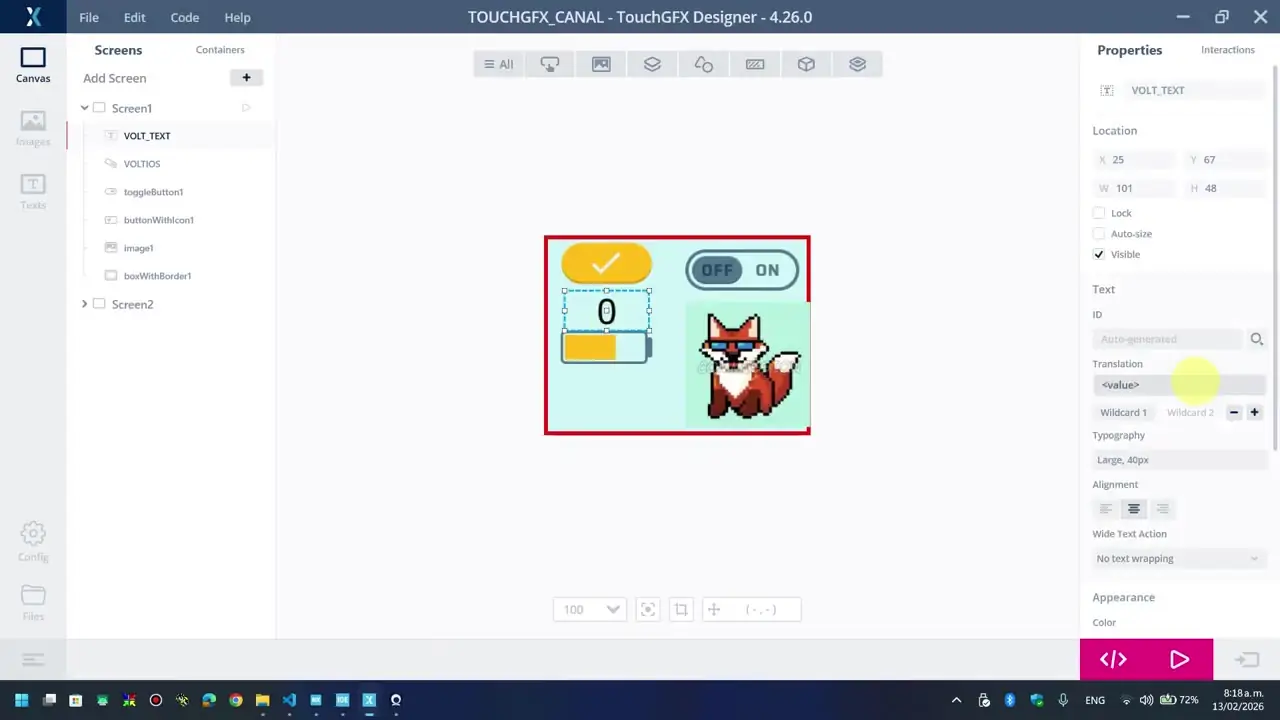 File Edit Code Help
TOUCHGFX_CANAL - TouchGFX Designer - 4.26.0
Canvas
Images
Texts
Config
Files
Screens Containers
Add Screen +
Screen1
VOLT_TEXT
VOLTIOS
toggleButton1
buttonWithIcon1
image1
boxWithBorder1
Screen2
All
OFF ON
0
100
( - , - )
Properties Interactions
VOLT_TEXT
Location
X 25 Y 67
W 101 H 48
Lock
Auto-size
Visible
Text
ID
Auto-generated
Translation
<value>
Wildcard 1 Wildcard 2
Typography
Large, 40px
Alignment
Wide Text Action
No text wrapping
Appearance
Color
ENG
72%
8:18 a. m.
13/02/2026